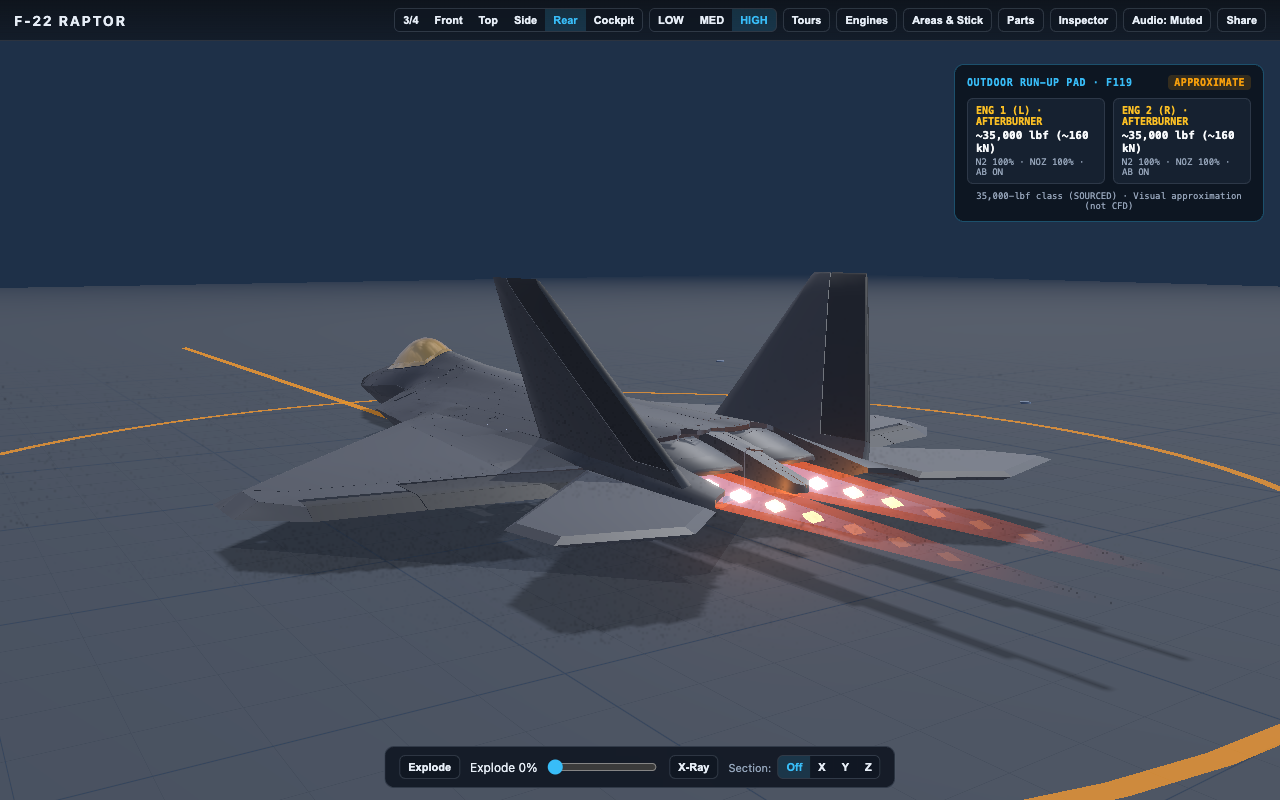 F-22 RAPTOR
3/4 Front Top Side Rear Cockpit LOW MED HIGH Tours Engines Areas & Stick Parts Inspector Audio: Muted Share
OUTDOOR RUN-UP PAD · F119 APPROXIMATE
ENG 1 (L) ·
AFTERBURNER
~35,000 lbf (~160
kN)
N2 100% · NOZ 100% ·
AB ON
ENG 2 (R) ·
AFTERBURNER
~35,000 lbf (~160
kN)
N2 100% · NOZ 100% ·
AB ON
35,000-lbf class (SOURCED) · Visual approximation
(not CFD)
Explode Explode 0% X-Ray Section: Off X Y Z